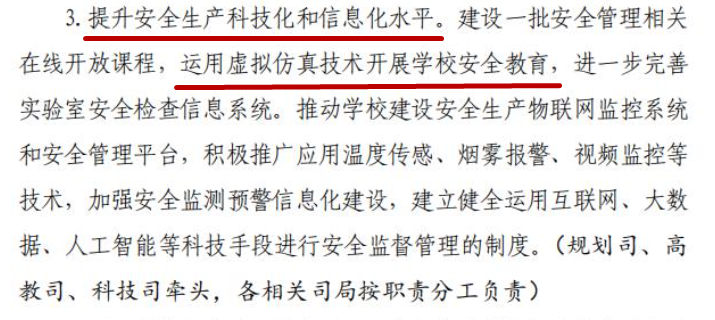 3. 提升安全生产科技化和信息化水平。建设一批安全管理相关
在线开放课程，运用虚拟仿真技术开展学校安全教育，进一步完善
实验室安全检查信息系统。推动学校建设安全生产物联网监控系统
和安全管理平台，积极推广应用温度传感、烟雾报警、视频监控等
技术，加强安全监测预警信息化建设，建立健全运用互联网、大数
据、人工智能等科技手段进行安全监督管理的制度。（规划司、高
教司、科技司牵头，各相关司局按职责分工负责）